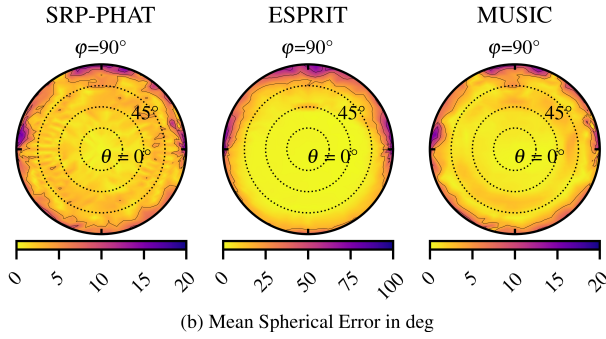 SRP-PHAT ESPRIT MUSIC
φ=90° φ=90° φ=90°
45° 45° 45°
θ = 0° θ = 0° θ = 0°
0 5 10 15 20 0 25 50 75 100 0 5 10 15 20
(b) Mean Spherical Error in deg